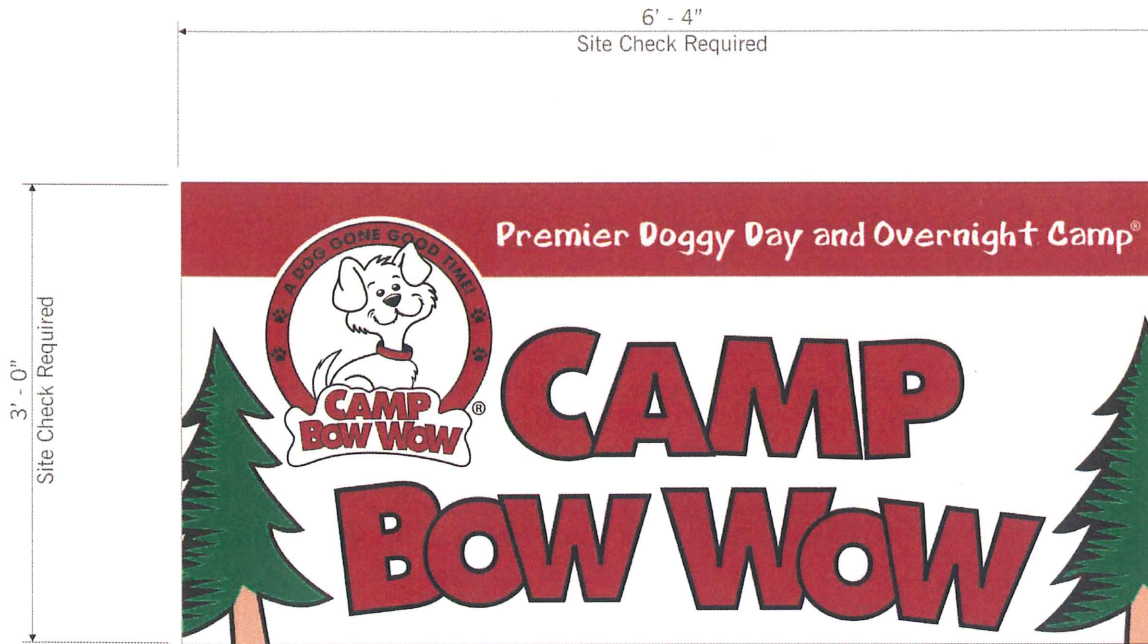 6' - 4"
Site Check Required
3' - 0"
Site Check Required
Premier Doggy Day and Overnight Camp®
A DOG GONE GOOD TIME!
CAMP
BOW WOW ®
CAMP
BOW WOW